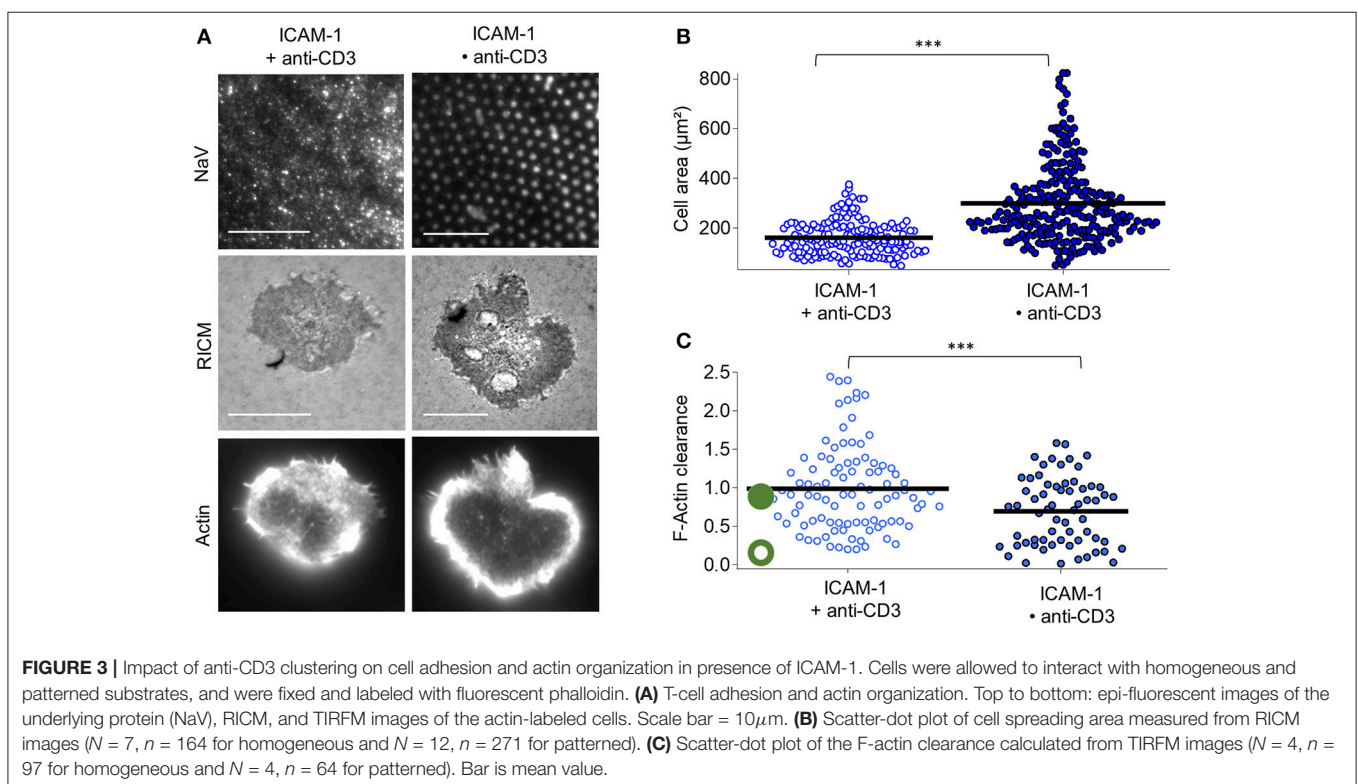 A
ICAM-1
+ anti-CD3
ICAM-1
• anti-CD3
NaV
RICM
Actin
B
***
Cell area (µm²)
800
600
400
200
ICAM-1
+ anti-CD3
ICAM-1
• anti-CD3
C
***
F-Actin clearance
2.5
2.0
1.5
1.0
0.5
0.0
ICAM-1
+ anti-CD3
ICAM-1
• anti-CD3
FIGURE 3 | Impact of anti-CD3 clustering on cell adhesion and actin organization in presence of ICAM-1. Cells were allowed to interact with homogeneous and
patterned substrates, and were fixed and labeled with fluorescent phalloidin. (A) T-cell adhesion and actin organization. Top to bottom: epi-fluorescent images of the
underlying protein (NaV), RICM, and TIRFM images of the actin-labeled cells. Scale bar = 10µm. (B) Scatter-dot plot of cell spreading area measured from RICM
images (N = 7, n = 164 for homogeneous and N = 12, n = 271 for patterned). (C) Scatter-dot plot of the F-actin clearance calculated from TIRFM images (N = 4, n =
97 for homogeneous and N = 4, n = 64 for patterned). Bar is mean value.